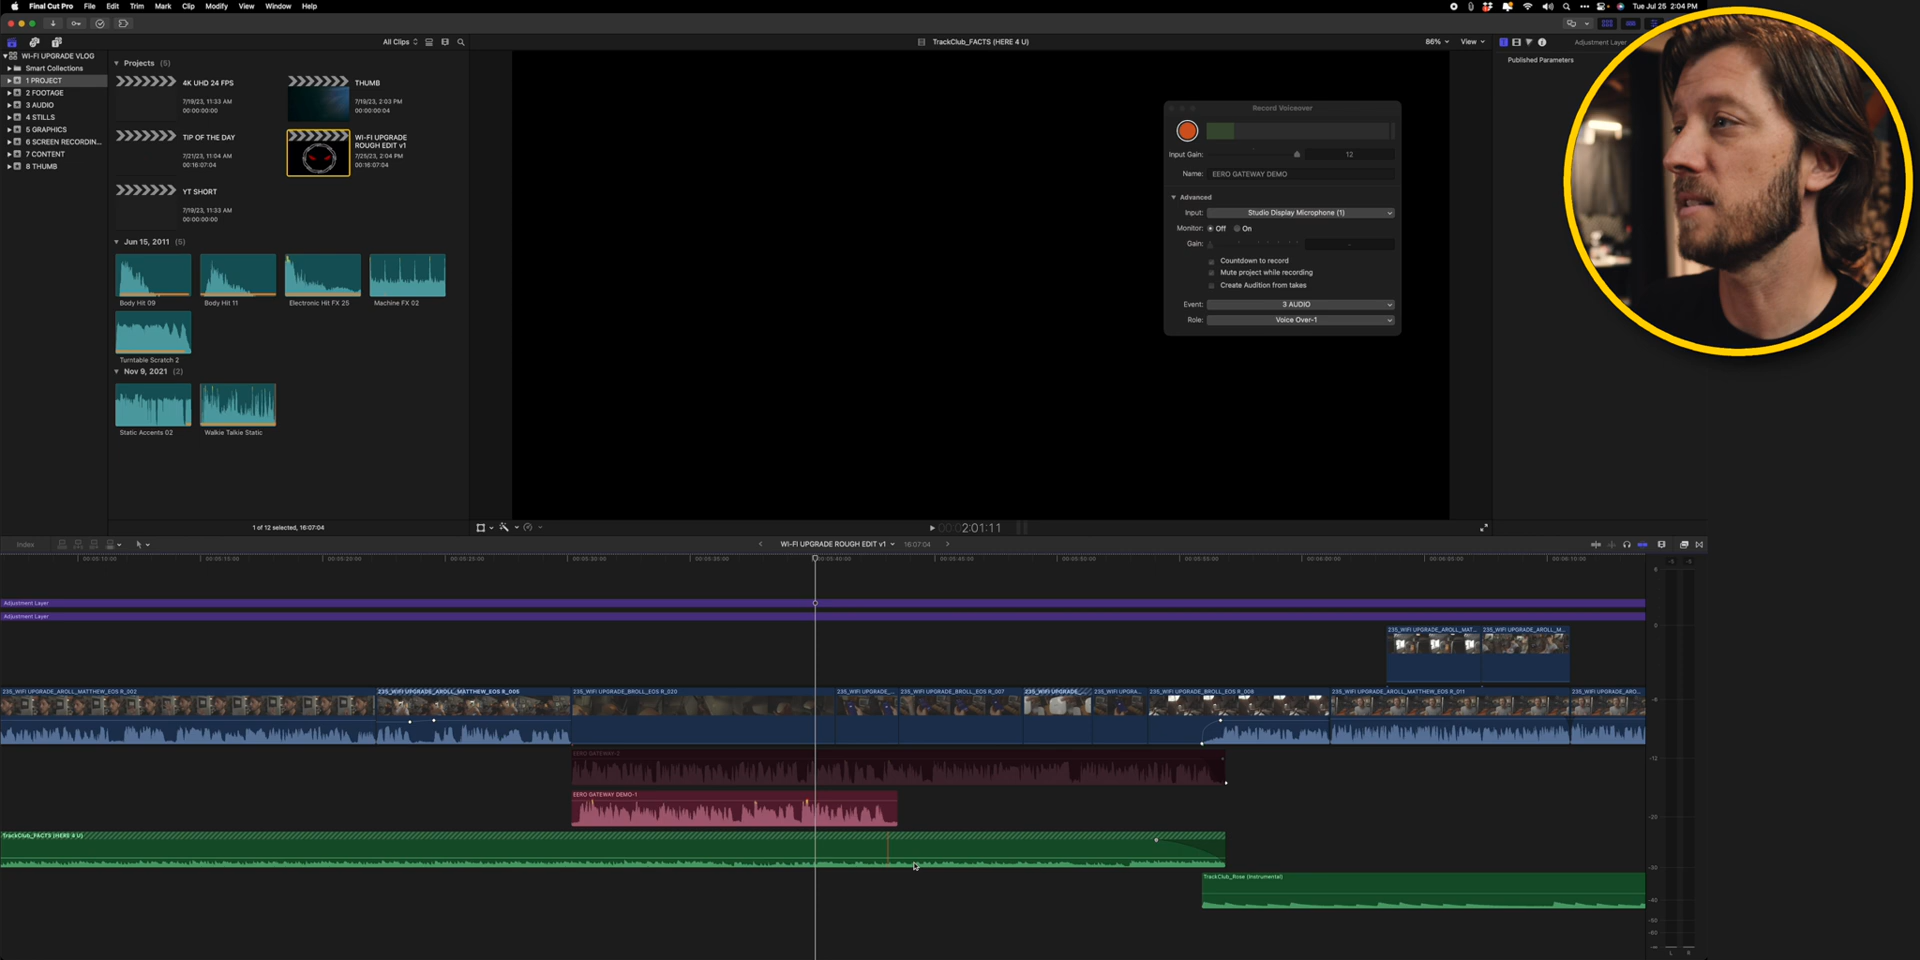 Final Cut Pro File Edit Trim Mark Clip Modify View Window Help
Tue Jul 25 2:04 PM
All Clips
TrackClub_FACTS (HERE 4 U)
86%
View
Adjustment Layer
WI-FI UPGRADE VLOG
Smart Collections
1 PROJECT
2 FOOTAGE
3 AUDIO
4 STILLS
5 GRAPHICS
6 SCREEN RECORDIN...
7 CONTENT
8 THUMB
Projects (5)
4K UHD 24 FPS
7/19/23, 11:33 AM
00:00:00:00
THUMB
7/19/23, 2:03 PM
00:00:00:04
TIP OF THE DAY
7/21/23, 11:04 AM
00:16:07:04
WI-FI UPGRADE
ROUGH EDIT v1
7/25/23, 2:04 PM
00:16:07:04
YT SHORT
7/19/23, 11:33 AM
00:00:00:00
Jun 15, 2011 (5)
Body Hit 09
Body Hit 11
Electronic Hit FX 25
Machine FX 02
Turntable Scratch 2
Nov 9, 2021 (2)
Static Accents 02
Walkie Talkie Static
1 of 12 selected, 16:07:04
Published Parameters
Record Voiceover
Input Gain: 12
Name: EERO GATEWAY DEMO
Advanced
Input: Studio Display Microphone (1)
Monitor: Off On
Gain:
Countdown to record
Mute project while recording
Create Audition from takes
Event: 3 AUDIO
Role: Voice Over-1
2:01:11
Index
WI-FI UPGRADE ROUGH EDIT v1
16:07:04
00:05:10:00 00:05:15:00 00:05:20:00 00:05:25:00 00:05:30:00 00:05:35:00 00:05:40:00 00:05:45:00 00:05:50:00 00:05:55:00 00:06:00:00 00:06:05:00 00:06:10:00
Adjustment Layer
Adjustment Layer
235_WIFI UPGRADE_AROLL_MAT... 235_WIFI UPGRADE_AROLL_M...
235_WIFI UPGRADE_AROLL_MATTHEW_EOS R_002
235_WIFI UPGRADE_AROLL_MATTHEW_EOS R_005
235_WIFI UPGRADE_BROLL_EOS R_020
235_WIFI UPGRADE_...
235_WIFI UPGRADE_BROLL_EOS R_007
235_WIFI UPGRADE_
235_WIFI UPGRA...
235_WIFI UPGRADE_BROLL_EOS R_008
235_WIFI UPGRADE_AROLL_MATTHEW_EOS R_011
235_WIFI UPGRADE_ARO...
EERO GATEWAY-2
EERO GATEWAY DEMO-1
TrackClub_FACTS (HERE 4 U)
TrackClub_Rose (Instrumental)
6
0
-6
-12
-20
-30
-40
-50
L R